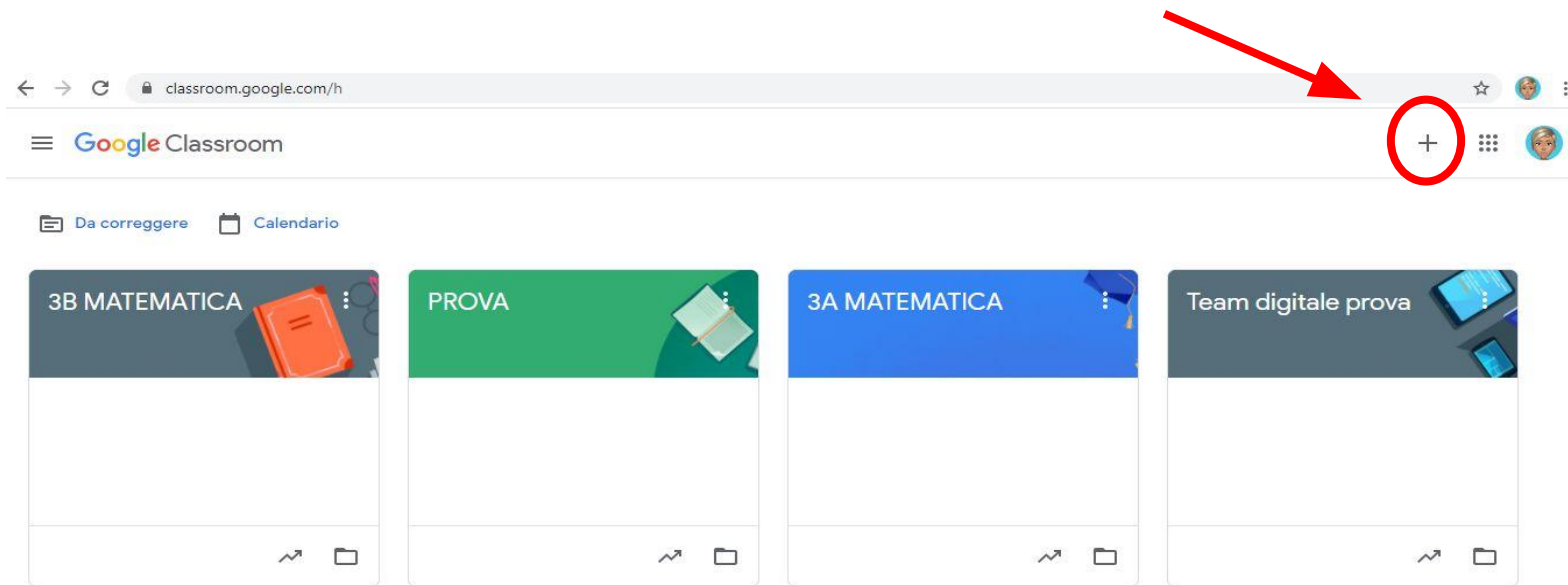 classroom.google.com/h
Google Classroom
Da correggere Calendario
3B MATEMATICA
PROVA
3A MATEMATICA
Team digitale prova